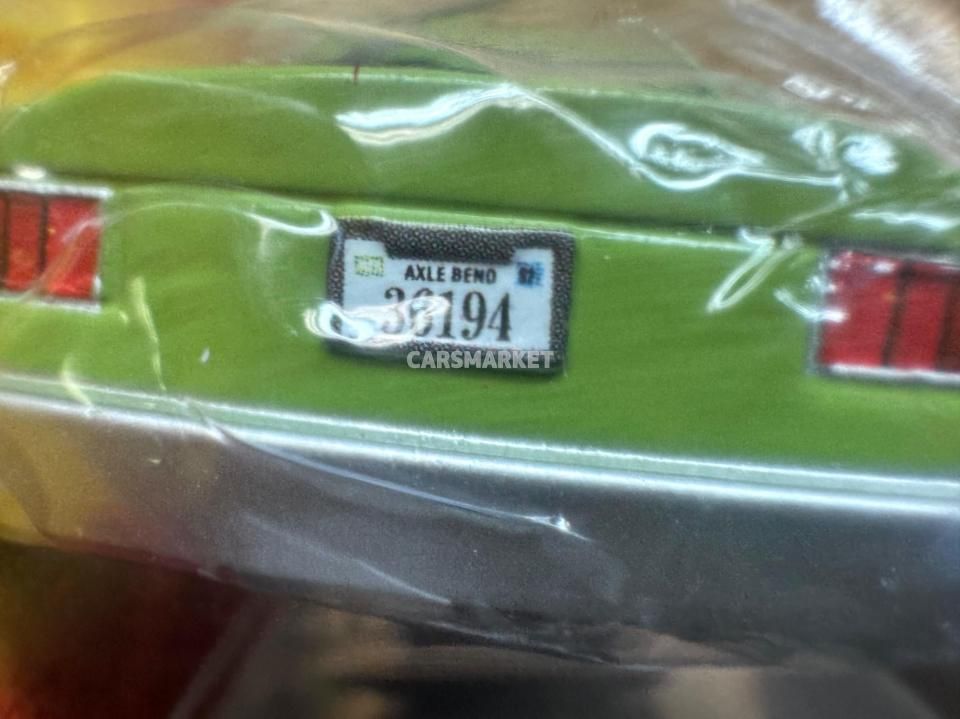 AXLE BEND
36194
CARSMARKET